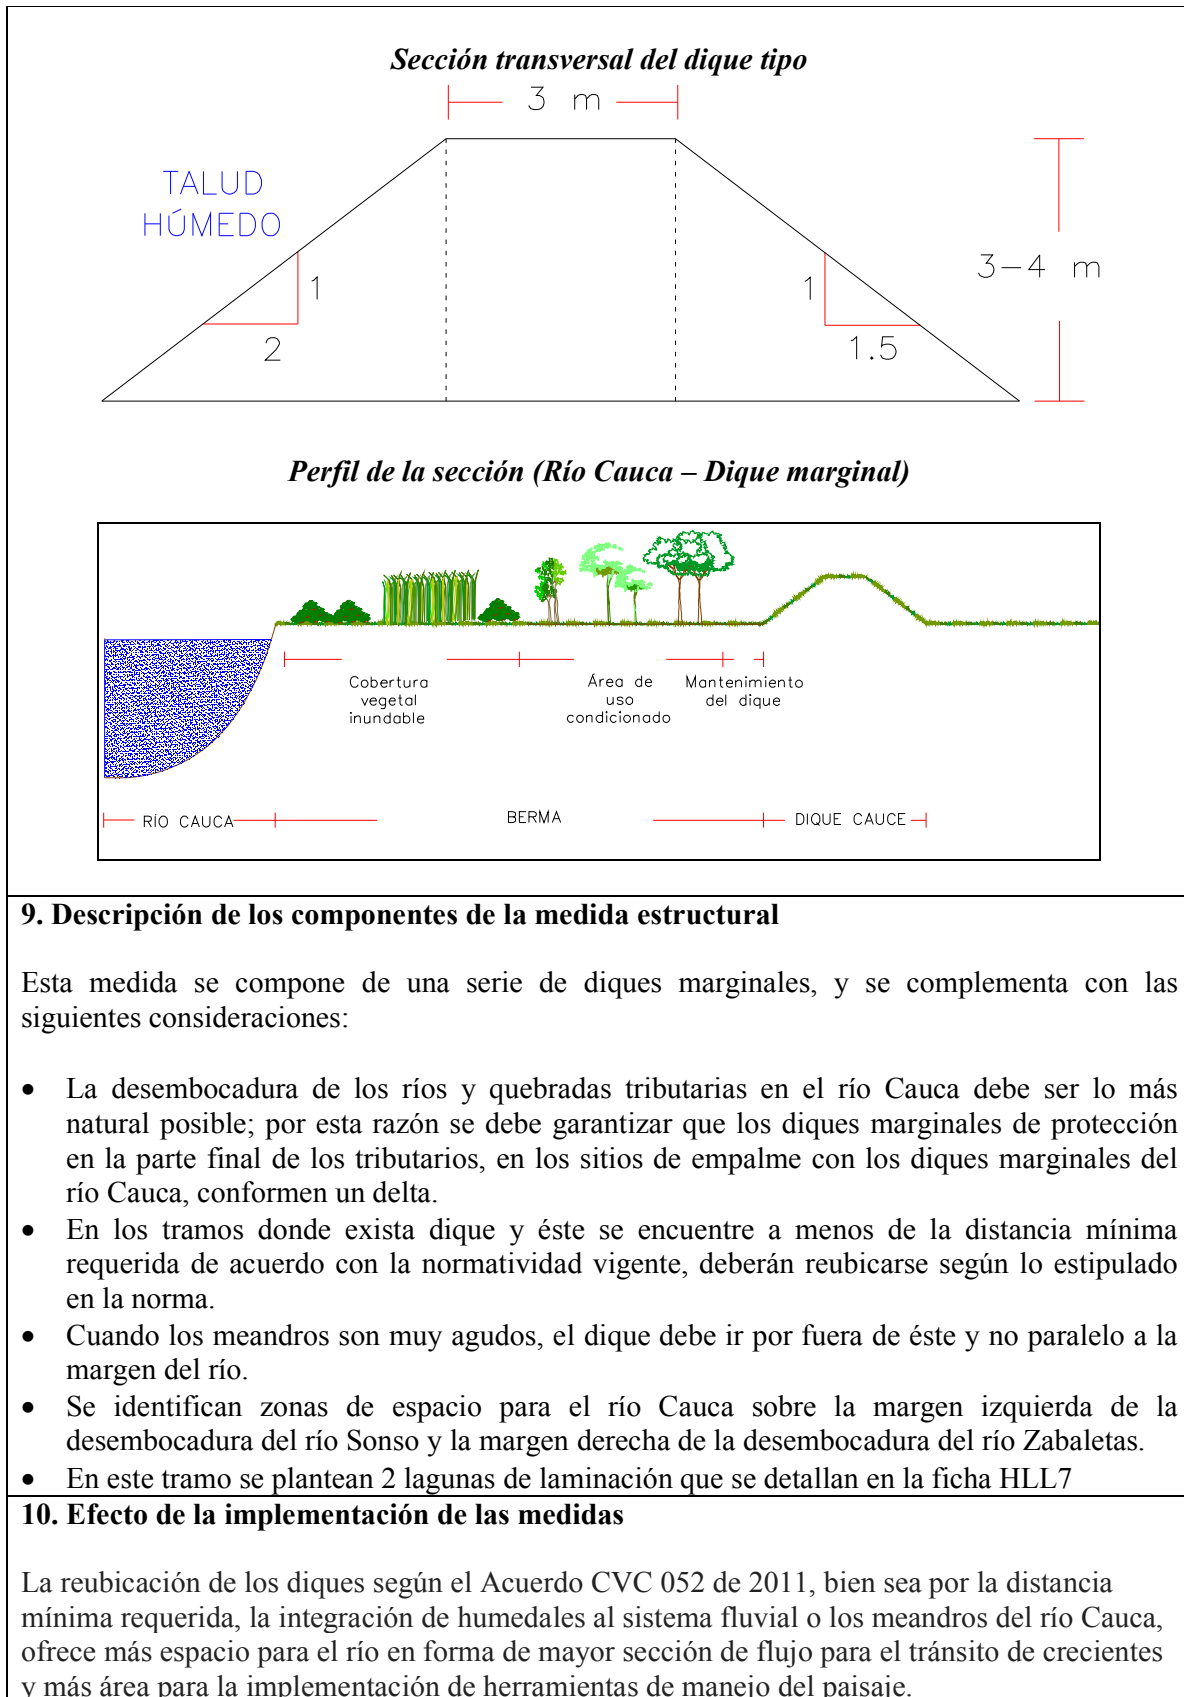 Sección transversal del dique tipo
3 m
TALUD
HÚMEDO
1
2
1
1.5
3-4 m
Perfil de la sección (Río Cauca – Dique marginal)
Cobertura
vegetal
inundable
Área de
uso
condicionado
Mantenimiento
del dique
RÍO CAUCA
BERMA
DIQUE CAUCE
9. Descripción de los componentes de la medida estructural
Esta medida se compone de una serie de diques marginales, y se complementa con las
siguientes consideraciones:
• La desembocadura de los ríos y quebradas tributarias en el río Cauca debe ser lo más
natural posible; por esta razón se debe garantizar que los diques marginales de protección
en la parte final de los tributarios, en los sitios de empalme con los diques marginales del
río Cauca, conformen un delta.
• En los tramos donde exista dique y éste se encuentre a menos de la distancia mínima
requerida de acuerdo con la normatividad vigente, deberán reubicarse según lo estipulado
en la norma.
• Cuando los meandros son muy agudos, el dique debe ir por fuera de éste y no paralelo a la
margen del río.
• Se identifican zonas de espacio para el río Cauca sobre la margen izquierda de la
desembocadura del río Sonso y la margen derecha de la desembocadura del río Zabaletas.
• En este tramo se plantean 2 lagunas de laminación que se detallan en la ficha HLL7
10. Efecto de la implementación de las medidas
La reubicación de los diques según el Acuerdo CVC 052 de 2011, bien sea por la distancia
mínima requerida, la integración de humedales al sistema fluvial o los meandros del río Cauca,
ofrece más espacio para el río en forma de mayor sección de flujo para el tránsito de crecientes
y más área para la implementación de herramientas de manejo del paisaje.